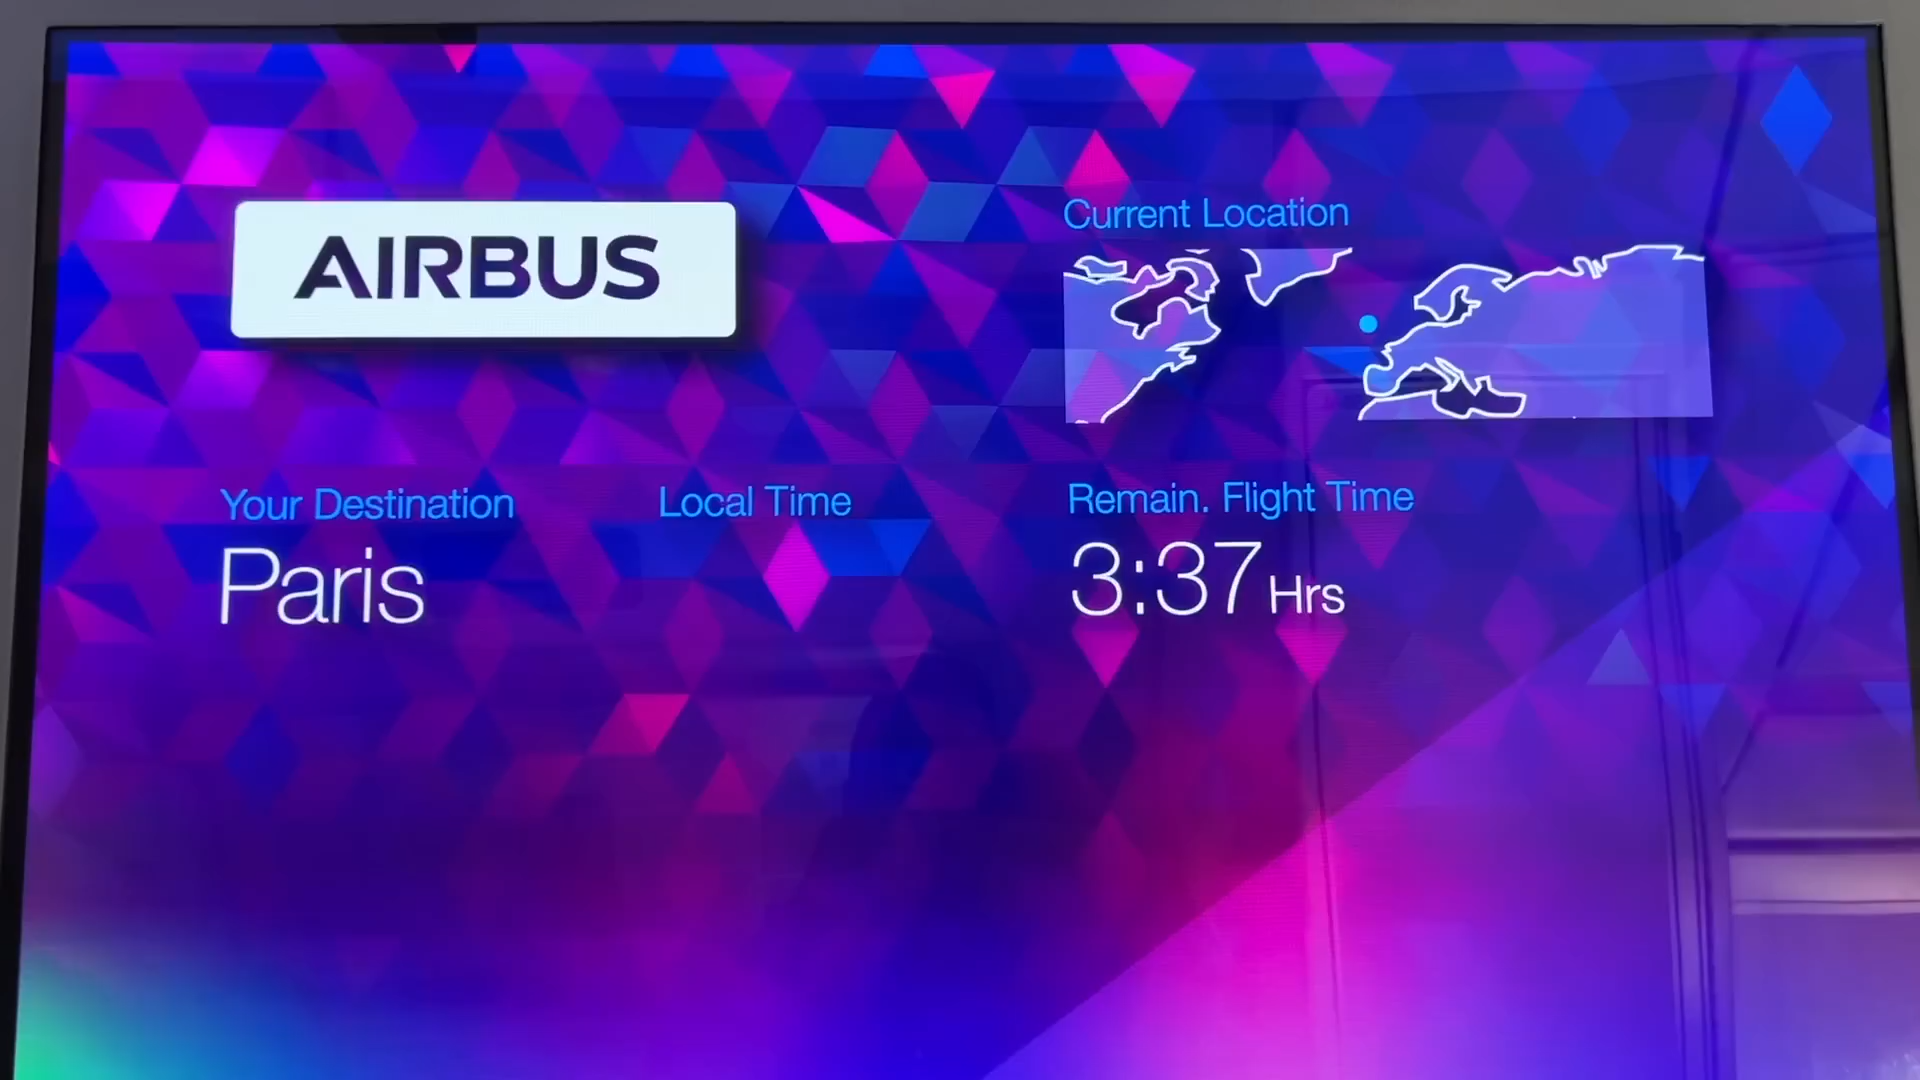 AIRBUS
Current Location
Your Destination
Paris
Local Time
Remain. Flight Time
3:37 Hrs